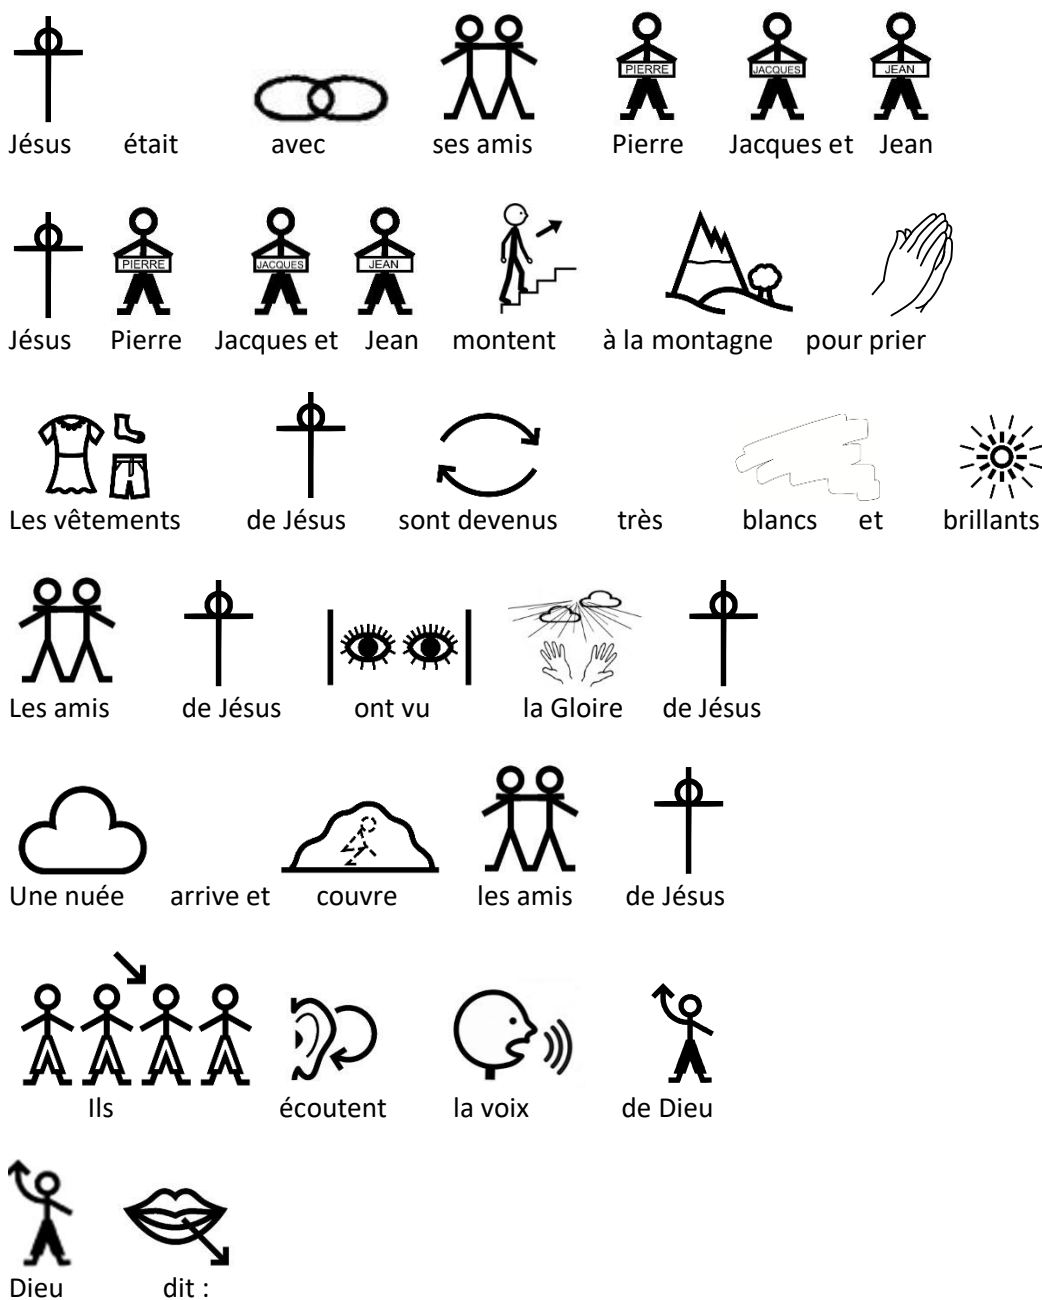 PIERRE JACQUES JEAN
Jésus était avec ses amis Pierre Jacques et Jean
PIERRE JACQUES JEAN
Jésus Pierre Jacques et Jean montent à la montagne pour prier
Les vêtements de Jésus sont devenus très blancs et brillants
Les amis de Jésus ont vu la Gloire de Jésus
Une nuée arrive et couvre les amis de Jésus
Ils écoutent la voix de Dieu
Dieu dit :